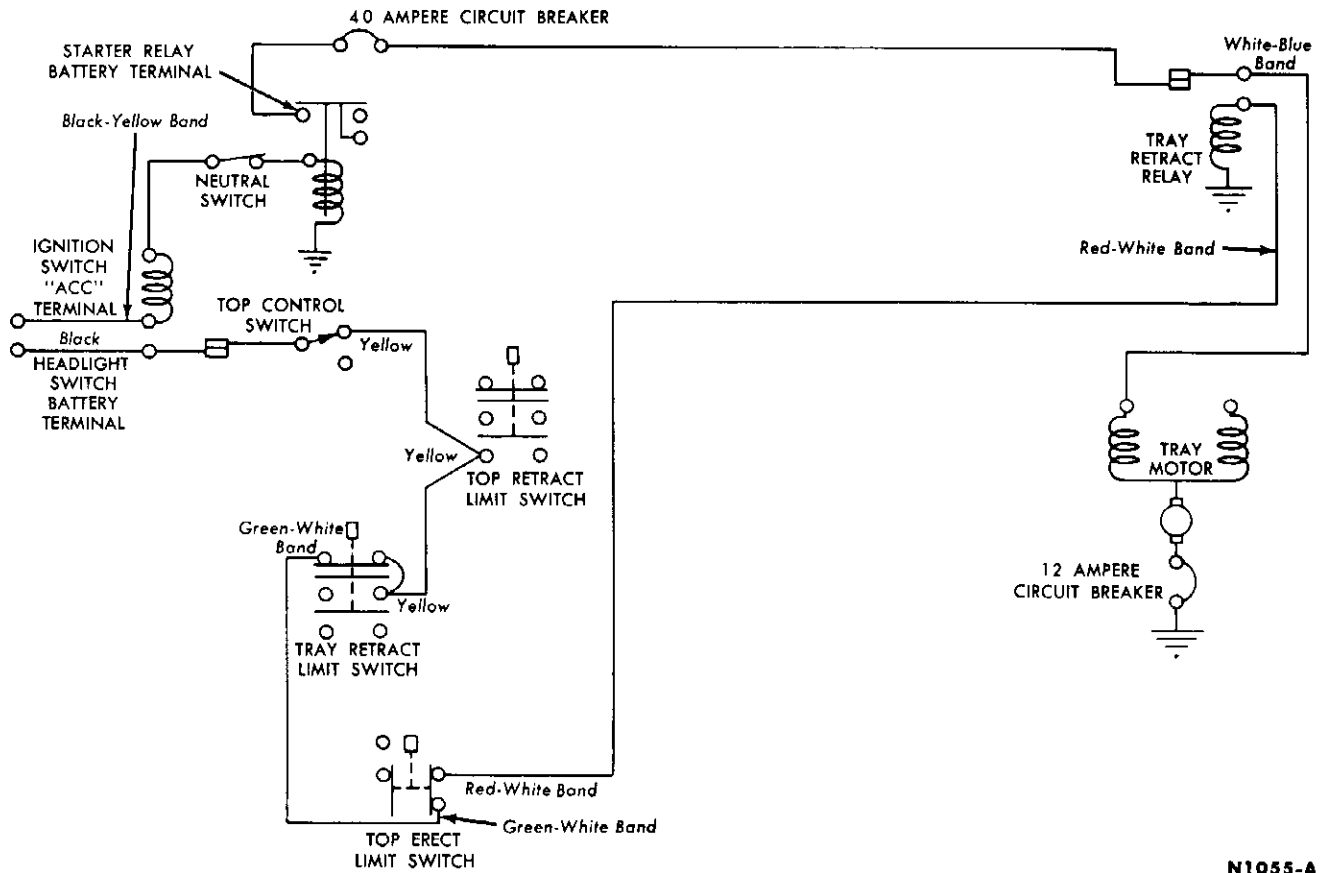 40 AMPERE CIRCUIT BREAKER
STARTER RELAY
BATTERY TERMINAL
White-Blue
Band
Black-Yellow Band
TRAY
RETRACT
RELAY
NEUTRAL
SWITCH
Red-White Band
IGNITION
SWITCH
"ACC"
TERMINAL
TOP CONTROL
SWITCH
Black
Yellow
HEADLIGHT
SWITCH
BATTERY
TERMINAL
Yellow
TOP RETRACT
LIMIT SWITCH
TRAY
MOTOR
Green-White
Band
12 AMPERE
CIRCUIT BREAKER
Yellow
TRAY RETRACT
LIMIT SWITCH
Red-White Band
Green-White Band
TOP ERECT
LIMIT SWITCH
N1055-A